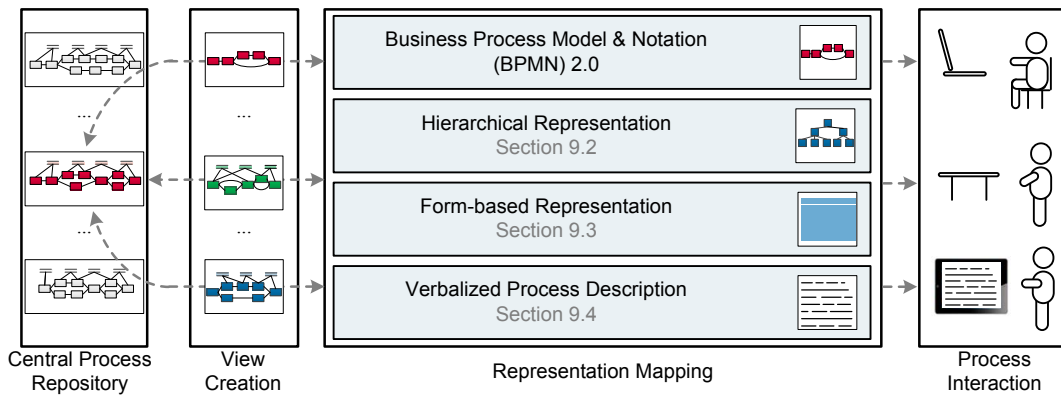 Business Process Model & Notation
(BPMN) 2.0
...
...
Hierarchical Representation
Section 9.2
Form-based Representation
Section 9.3
...
...
Verbalized Process Description
Section 9.4
Central Process
Repository
View
Creation
Representation Mapping
Process
Interaction